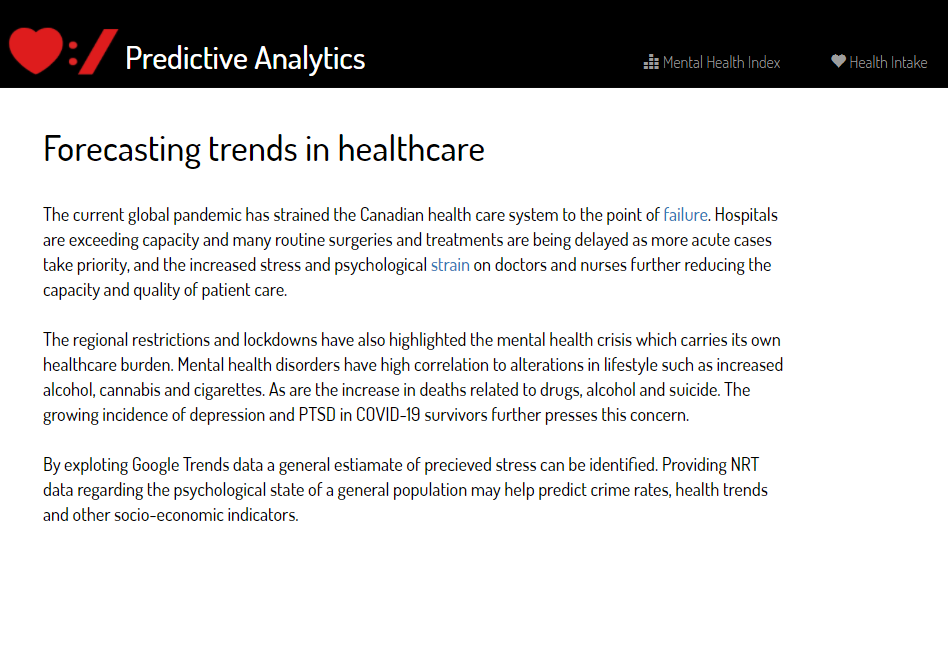 :/ Predictive Analytics
Mental Health Index
Health Intake
Forecasting trends in healthcare
The current global pandemic has strained the Canadian health care system to the point of failure. Hospitals
are exceeding capacity and many routine surgeries and treatments are being delayed as more acute cases
take priority, and the increased stress and psychological strain on doctors and nurses further reducing the
capacity and quality of patient care.
The regional restrictions and lockdowns have also highlighted the mental health crisis which carries its own
healthcare burden. Mental health disorders have high correlation to alterations in lifestyle such as increased
alcohol, cannabis and cigarettes. As are the increase in deaths related to drugs, alcohol and suicide. The
growing incidence of depression and PTSD in COVID-19 survivors further presses this concern.
By exploting Google Trends data a general estiamate of precieved stress can be identified. Providing NRT
data regarding the psychological state of a general population may help predict crime rates, health trends
and other socio-economic indicators.